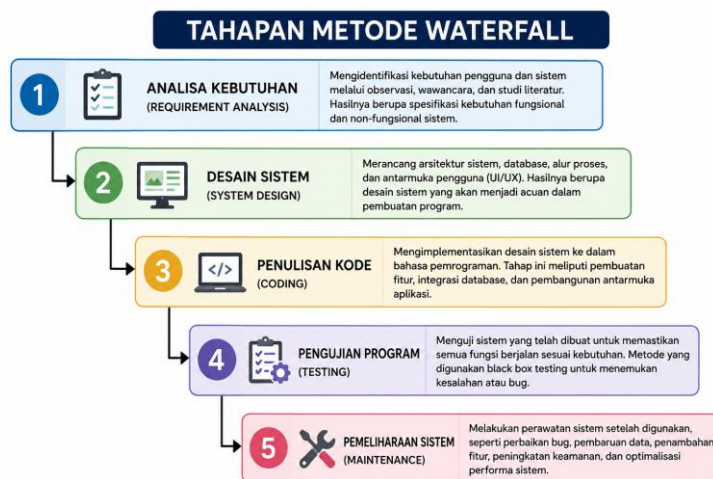 TAHAPAN METODE WATERFALL
1
ANALISA KEBUTUHAN
(REQUIREMENT ANALYSIS)
Mengidentifikasi kebutuhan pengguna dan sistem
melalui observasi, wawancara, dan studi literatur.
Hasilnya berupa spesifikasi kebutuhan fungsional
dan non-fungsional sistem.
2
DESAIN SISTEM
(SYSTEM DESIGN)
Merancang arsitektur sistem, database, alur proses,
dan antarmuka pengguna (UI/UX). Hasilnya berupa
desain sistem yang akan menjadi acuan dalam
pembuatan program.
3
</>
PENULISAN KODE
(CODING)
Mengimplementasikan desain sistem ke dalam
bahasa pemrograman. Tahap ini meliputi pembuatan
fitur, integrasi database, dan pembangunan antarmuka
aplikasi.
4
PENGUJIAN PROGRAM
(TESTING)
Menguji sistem yang telah dibuat untuk memastikan
semua fungsi berjalan sesuai kebutuhan. Metode yang
digunakan black box testing untuk menemukan
kesalahan atau bug.
5
PEMELIHARAAN SISTEM
(MAINTENANCE)
Melakukan perawatan sistem setelah digunakan,
seperti perbaikan bug, pembaruan data, penambahan
fitur, peningkatan keamanan, dan optimalisasi
performa sistem.